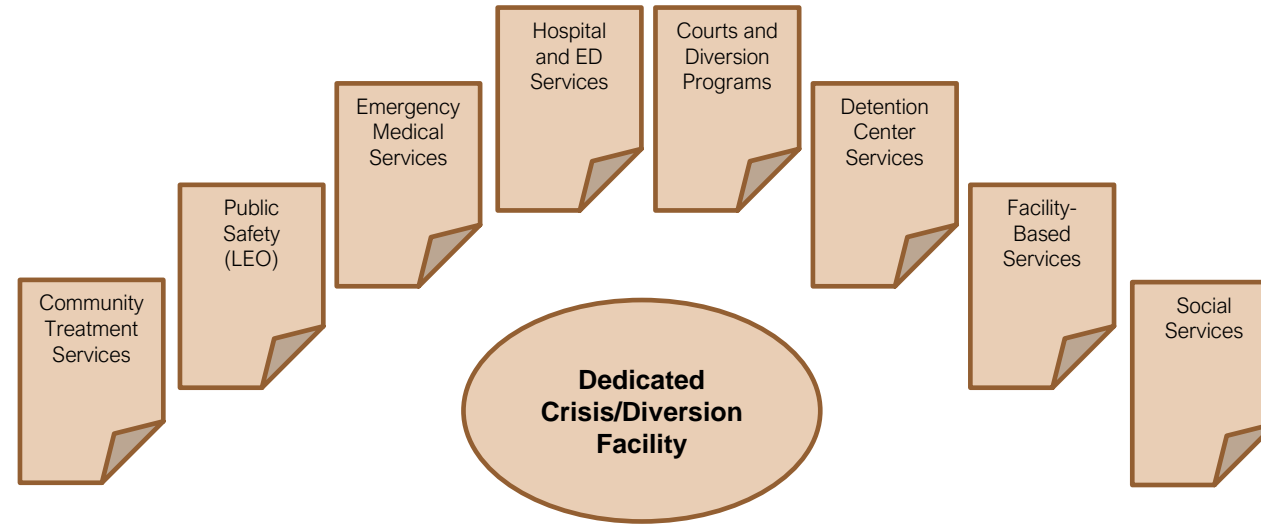 Hospital
and ED
Services
Courts and
Diversion
Programs
Emergency
Medical
Services
Detention
Center
Services
Public
Safety
(LEO)
Facility-
Based
Services
Community
Treatment
Services
Social
Services
Dedicated
Crisis/Diversion
Facility